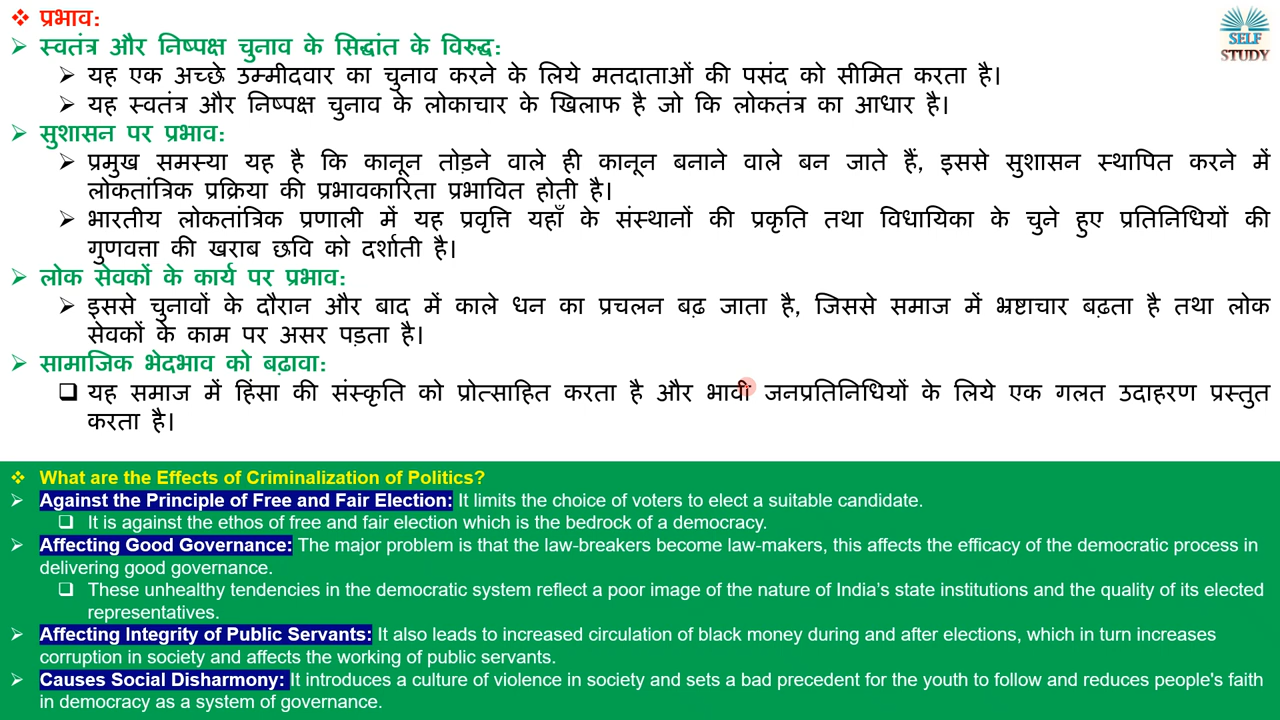 ❖ प्रभाव:
SELF
STUDY
➢ स्वतंत्र और निष्पक्ष चुनाव के सिद्धांत के विरुद्ध:
➢ यह एक अच्छे उम्मीदवार का चुनाव करने के लिये मतदाताओं की पसंद को सीमित करता है।
➢ यह स्वतंत्र और निष्पक्ष चुनाव के लोकाचार के खिलाफ है जो कि लोकतंत्र का आधार है।
➢ सुशासन पर प्रभाव:
➢ प्रमुख समस्या यह है कि कानून तोड़ने वाले ही कानून बनाने वाले बन जाते हैं, इससे सुशासन स्थापित करने में
लोकतांत्रिक प्रक्रिया की प्रभावकारिता प्रभावित होती है।
➢ भारतीय लोकतांत्रिक प्रणाली में यह प्रवृत्ति यहाँ के संस्थानों की प्रकृति तथा विधायिका के चुने हुए प्रतिनिधियों की
गुणवत्ता की खराब छवि को दर्शाती है।
➢ लोक सेवकों के कार्य पर प्रभाव:
➢ इससे चुनावों के दौरान और बाद में काले धन का प्रचलन बढ़ जाता है, जिससे समाज में भ्रष्टाचार बढ़ता है तथा लोक
सेवकों के काम पर असर पड़ता है।
➢ सामाजिक भेदभाव को बढ़ावा:
❑ यह समाज में हिंसा की संस्कृति को प्रोत्साहित करता है और भावी जनप्रतिनिधियों के लिये एक गलत उदाहरण प्रस्तुत
करता है।
❖ What are the Effects of Criminalization of Politics?
➢ Against the Principle of Free and Fair Election: It limits the choice of voters to elect a suitable candidate.
❑ It is against the ethos of free and fair election which is the bedrock of a democracy.
➢ Affecting Good Governance: The major problem is that the law-breakers become law-makers, this affects the efficacy of the democratic process in
delivering good governance.
❑ These unhealthy tendencies in the democratic system reflect a poor image of the nature of India's state institutions and the quality of its elected
representatives.
➢ Affecting Integrity of Public Servants: It also leads to increased circulation of black money during and after elections, which in turn increases
corruption in society and affects the working of public servants.
➢ Causes Social Disharmony: It introduces a culture of violence in society and sets a bad precedent for the youth to follow and reduces people's faith
in democracy as a system of governance.